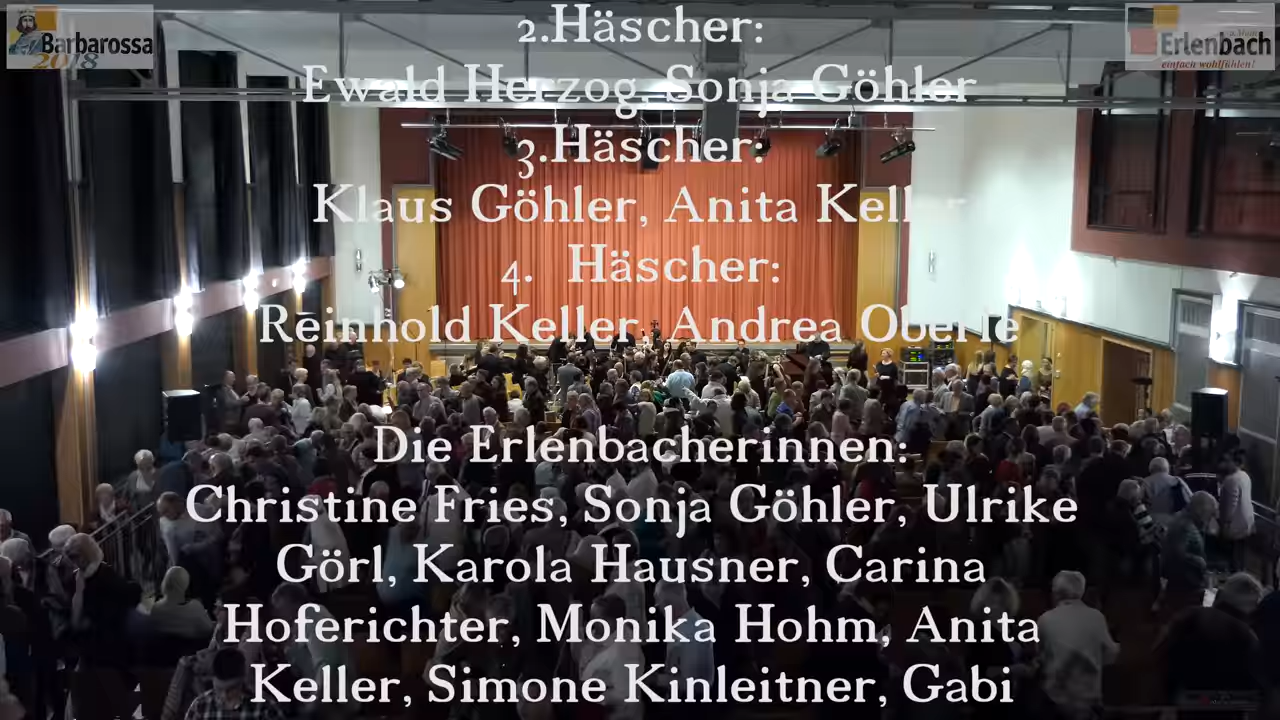 Barbarossa
2018
a. Main
Erlenbach
einfach wohlfühlen!
2.Häscher:
Ewald Herzog, Sonja Göhler
3.Häscher:
Klaus Göhler, Anita Keller
4. Häscher:
Reinhold Keller, Andrea Oberle
Die Erlenbacherinnen:
Christine Fries, Sonja Göhler, Ulrike
Görl, Karola Hausner, Carina
Hoferichter, Monika Hohm, Anita
Keller, Simone Kinleitner, Gabi